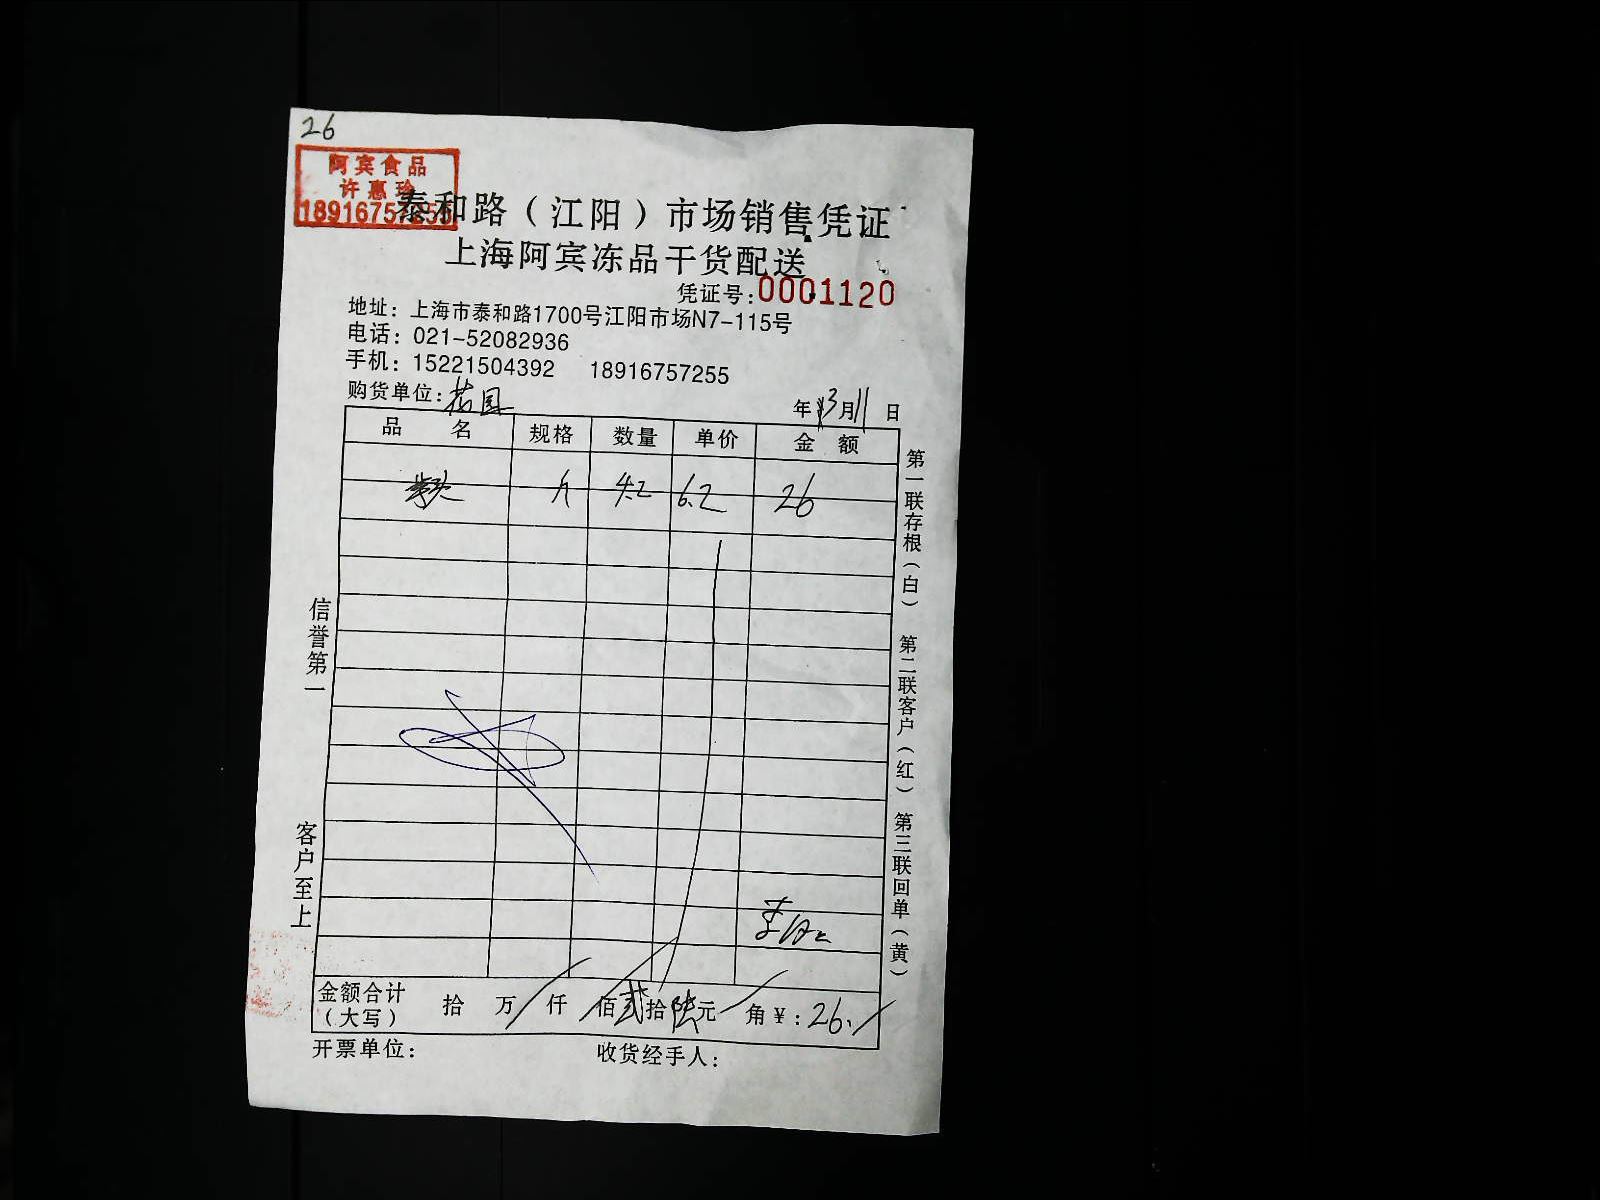 26
阿宾食品
许惠珍
18916757255
泰和路（江阳）市场销售凭证
上海阿宾冻品干货配送
凭证号:0001120
地址：上海市泰和路1700号江阳市场N7-115号
电话：021-52082936
手机：15221504392 18916757255
购货单位： 年 3月11日
品 名 规格 数量 单价 金 额
斤 4.2 6.2 26
金额合计（大写） 拾 万 仟 佰贰拾陆元 角￥：26.
开票单位： 收货经手人：
信誉第一
客户至上
第一联存根（白） 第二联客户（红） 第三联回单（黄）